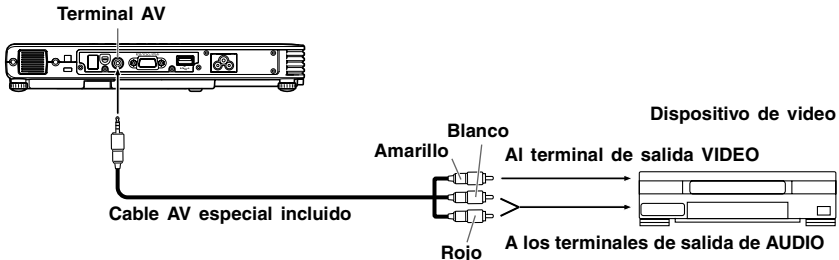 Terminal AV
Dispositivo de video
Blanco
Amarillo
Al terminal de salida VIDEO
Cable AV especial incluido
A los terminales de salida de AUDIO
Rojo